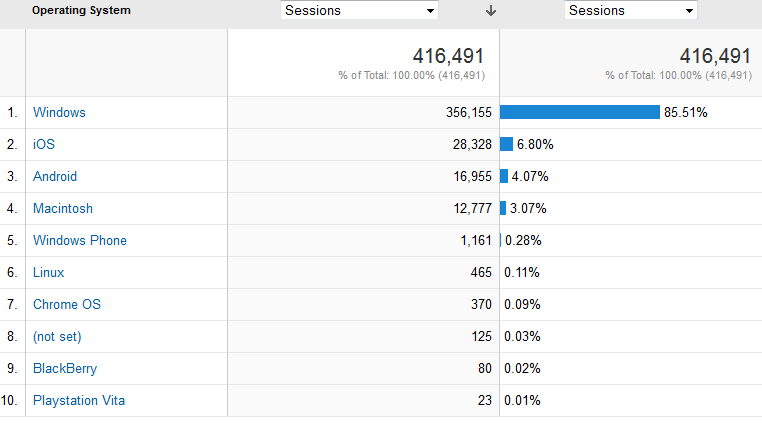 Operating System Sessions Sessions
416,491 416,491
% of Total: 100.00% (416,491) % of Total: 100.00% (416,491)
1. Windows 356,155 85.51%
2. iOS 28,328 6.80%
3. Android 16,955 4.07%
4. Macintosh 12,777 3.07%
5. Windows Phone 1,161 0.28%
6. Linux 465 0.11%
7. Chrome OS 370 0.09%
8. (not set) 125 0.03%
9. BlackBerry 80 0.02%
10. Playstation Vita 23 0.01%